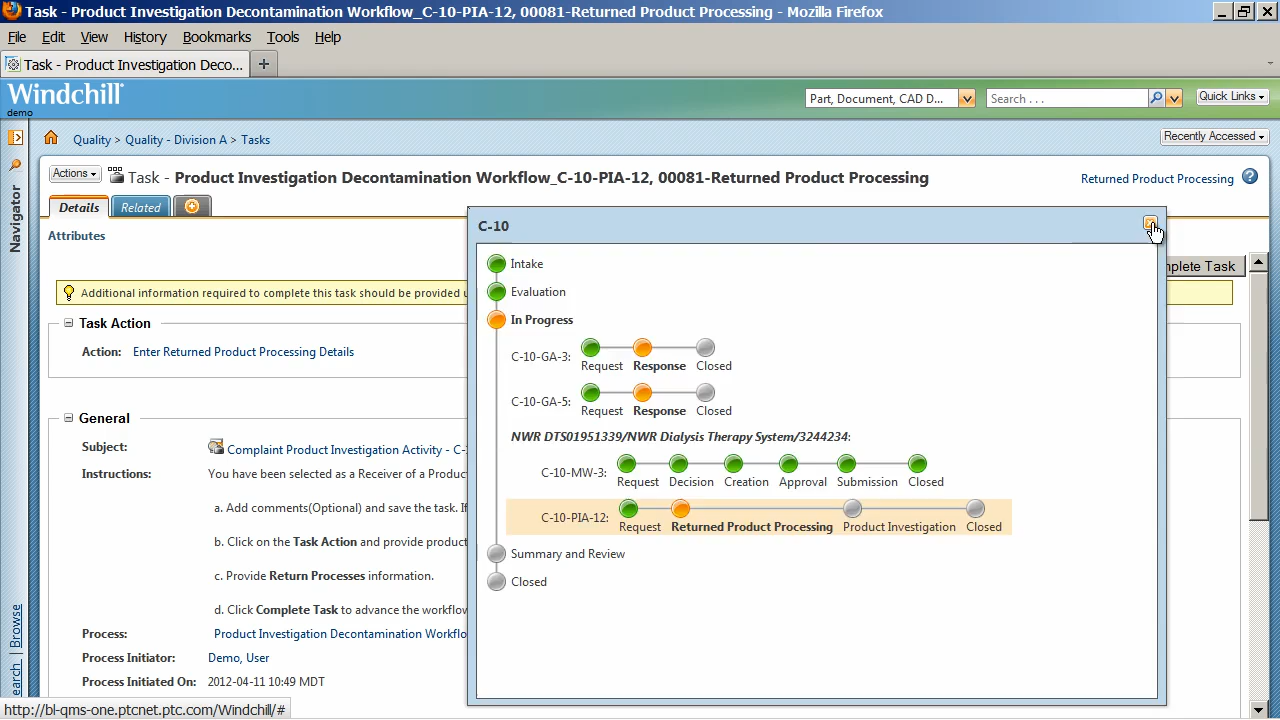 Task - Product Investigation Decontamination Workflow_C-10-PIA-12, 00081-Returned Product Processing - Mozilla Firefox
File Edit View History Bookmarks Tools Help
Task - Product Investigation Deco...
Windchill
demo
Part, Document, CAD D...
Search . . .
Quick Links
Quality > Quality - Division A > Tasks
Recently Accessed
Navigator
Browse
earch
Actions
Task - Product Investigation Decontamination Workflow_C-10-PIA-12, 00081-Returned Product Processing
Returned Product Processing
Details
Related
Attributes
plete Task
Additional information required to complete this task should be provided u
Task Action
Action: Enter Returned Product Processing Details
General
Subject: Complaint Product Investigation Activity - C-
Instructions: You have been selected as a Receiver of a Produc
a. Add comments(Optional) and save the task. If
b. Click on the Task Action and provide product
c. Provide Return Processes information.
d. Click Complete Task to advance the workflow
Process: Product Investigation Decontamination Workflo
Process Initiator: Demo, User
Process Initiated On: 2012-04-11 10:49 MDT
C-10
Intake
Evaluation
In Progress
C-10-GA-3:
Request Response Closed
C-10-GA-5:
Request Response Closed
NWR DTS01951339/NWR Dialysis Therapy System/3244234:
C-10-MW-3:
Request Decision Creation Approval Submission Closed
C-10-PIA-12:
Request Returned Product Processing Product Investigation Closed
Summary and Review
Closed
http://bl-qms-one.ptcnet.ptc.com/Windchill/#